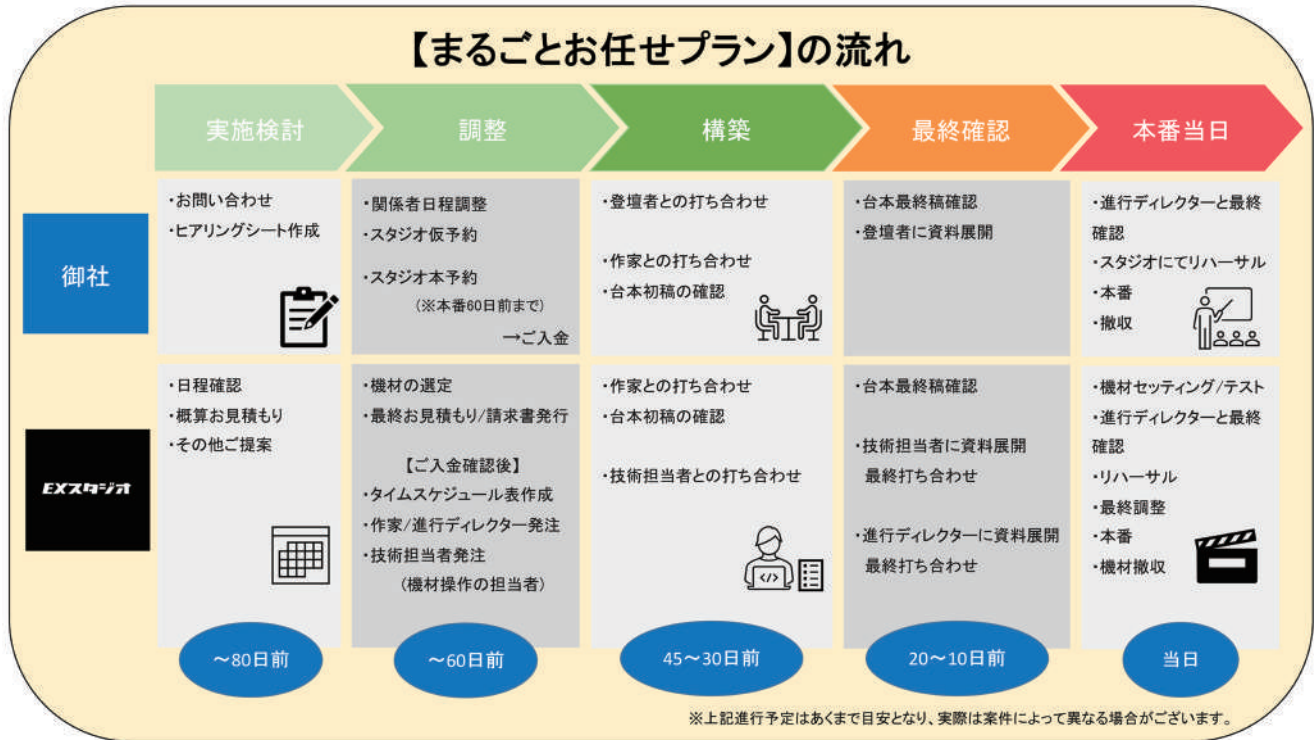 【まるごとお任せプラン】の流れ
実施検討
調整
構築
最終確認
本番当日
御社
・お問い合わせ
・ヒアリングシート作成
・関係者日程調整
・スタジオ仮予約
・スタジオ本予約
(※本番60日前まで)
→ご入金
・登壇者との打ち合わせ
・作家との打ち合わせ
・台本初稿の確認
・台本最終稿確認
・登壇者に資料展開
・進行ディレクターと最終
確認
・スタジオにてリハーサル
・本番
・撤収
EXスタジオ
・日程確認
・概算お見積もり
・その他ご提案
・機材の選定
・最終お見積もり/請求書発行
【ご入金確認後】
・タイムスケジュール表作成
・作家/進行ディレクター発注
・技術担当者発注
(機材操作の担当者)
・作家との打ち合わせ
・台本初稿の確認
・技術担当者との打ち合わせ
</>
・台本最終稿確認
・技術担当者に資料展開
最終打ち合わせ
・進行ディレクターに資料展開
最終打ち合わせ
・機材セッティング/テスト
・進行ディレクターと最終
確認
・リハーサル
・最終調整
・本番
・機材撤収
～80日前
～60日前
45～30日前
20～10日前
当日
※上記進行予定はあくまで目安となり、実際は案件によって異なる場合がございます。